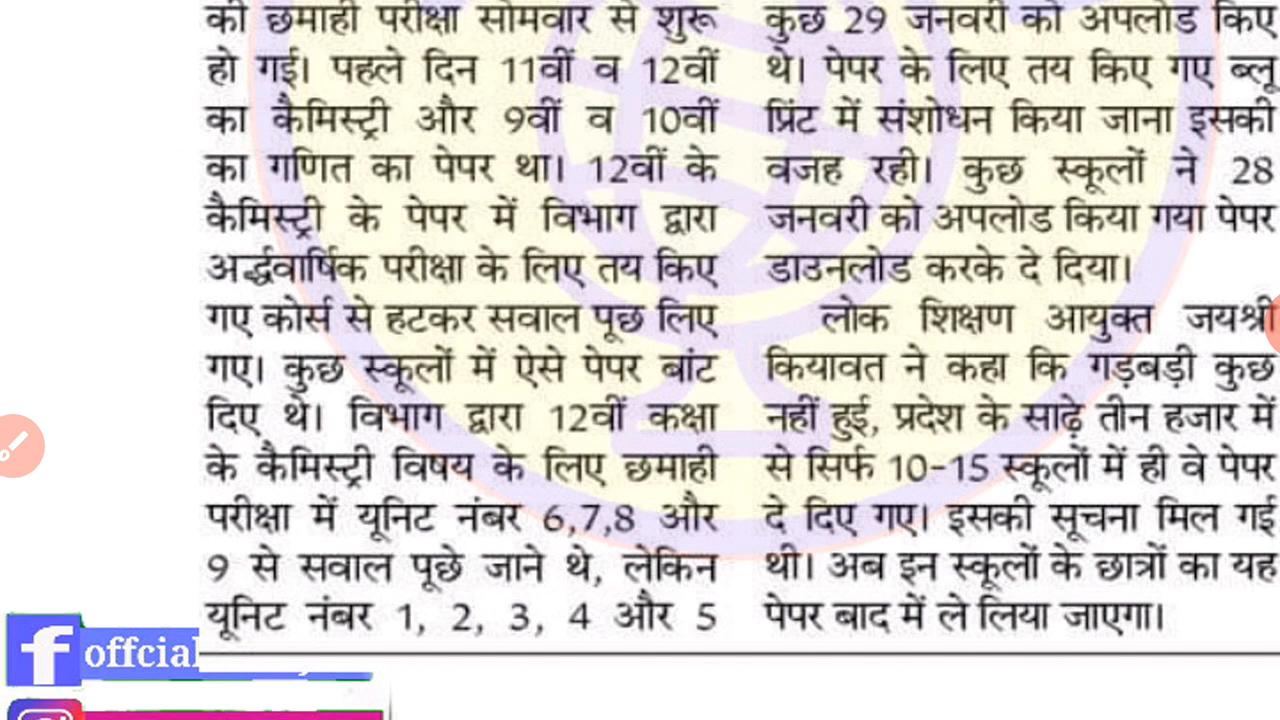 की छमाही परीक्षा सोमवार से शुरू
हो गई। पहले दिन 11वीं व 12वीं
का कैमिस्ट्री और 9वीं व 10वीं
का गणित का पेपर था। 12वीं के
कैमिस्ट्री के पेपर में विभाग द्वारा
अर्द्धवार्षिक परीक्षा के लिए तय किए
गए कोर्स से हटकर सवाल पूछ लिए
गए। कुछ स्कूलों में ऐसे पेपर बांट
दिए थे। विभाग द्वारा 12वीं कक्षा
के कैमिस्ट्री विषय के लिए छमाही
परीक्षा में यूनिट नंबर 6,7,8 और
9 से सवाल पूछे जाने थे, लेकिन
यूनिट नंबर 1, 2, 3, 4 और 5
कुछ 29 जनवरी को अपलोड किए
थे। पेपर के लिए तय किए गए ब्लू
प्रिंट में संशोधन किया जाना इसकी
वजह रही। कुछ स्कूलों ने 28
जनवरी को अपलोड किया गया पेपर
डाउनलोड करके दे दिया।
लोक शिक्षण आयुक्त जयश्री
कियावत ने कहा कि गड़बड़ी कुछ
नहीं हुई, प्रदेश के साढ़े तीन हजार में
से सिर्फ 10-15 स्कूलों में ही वे पेपर
दे दिए गए। इसकी सूचना मिल गई
थी। अब इन स्कूलों के छात्रों का यह
पेपर बाद में ले लिया जाएगा।
offcial